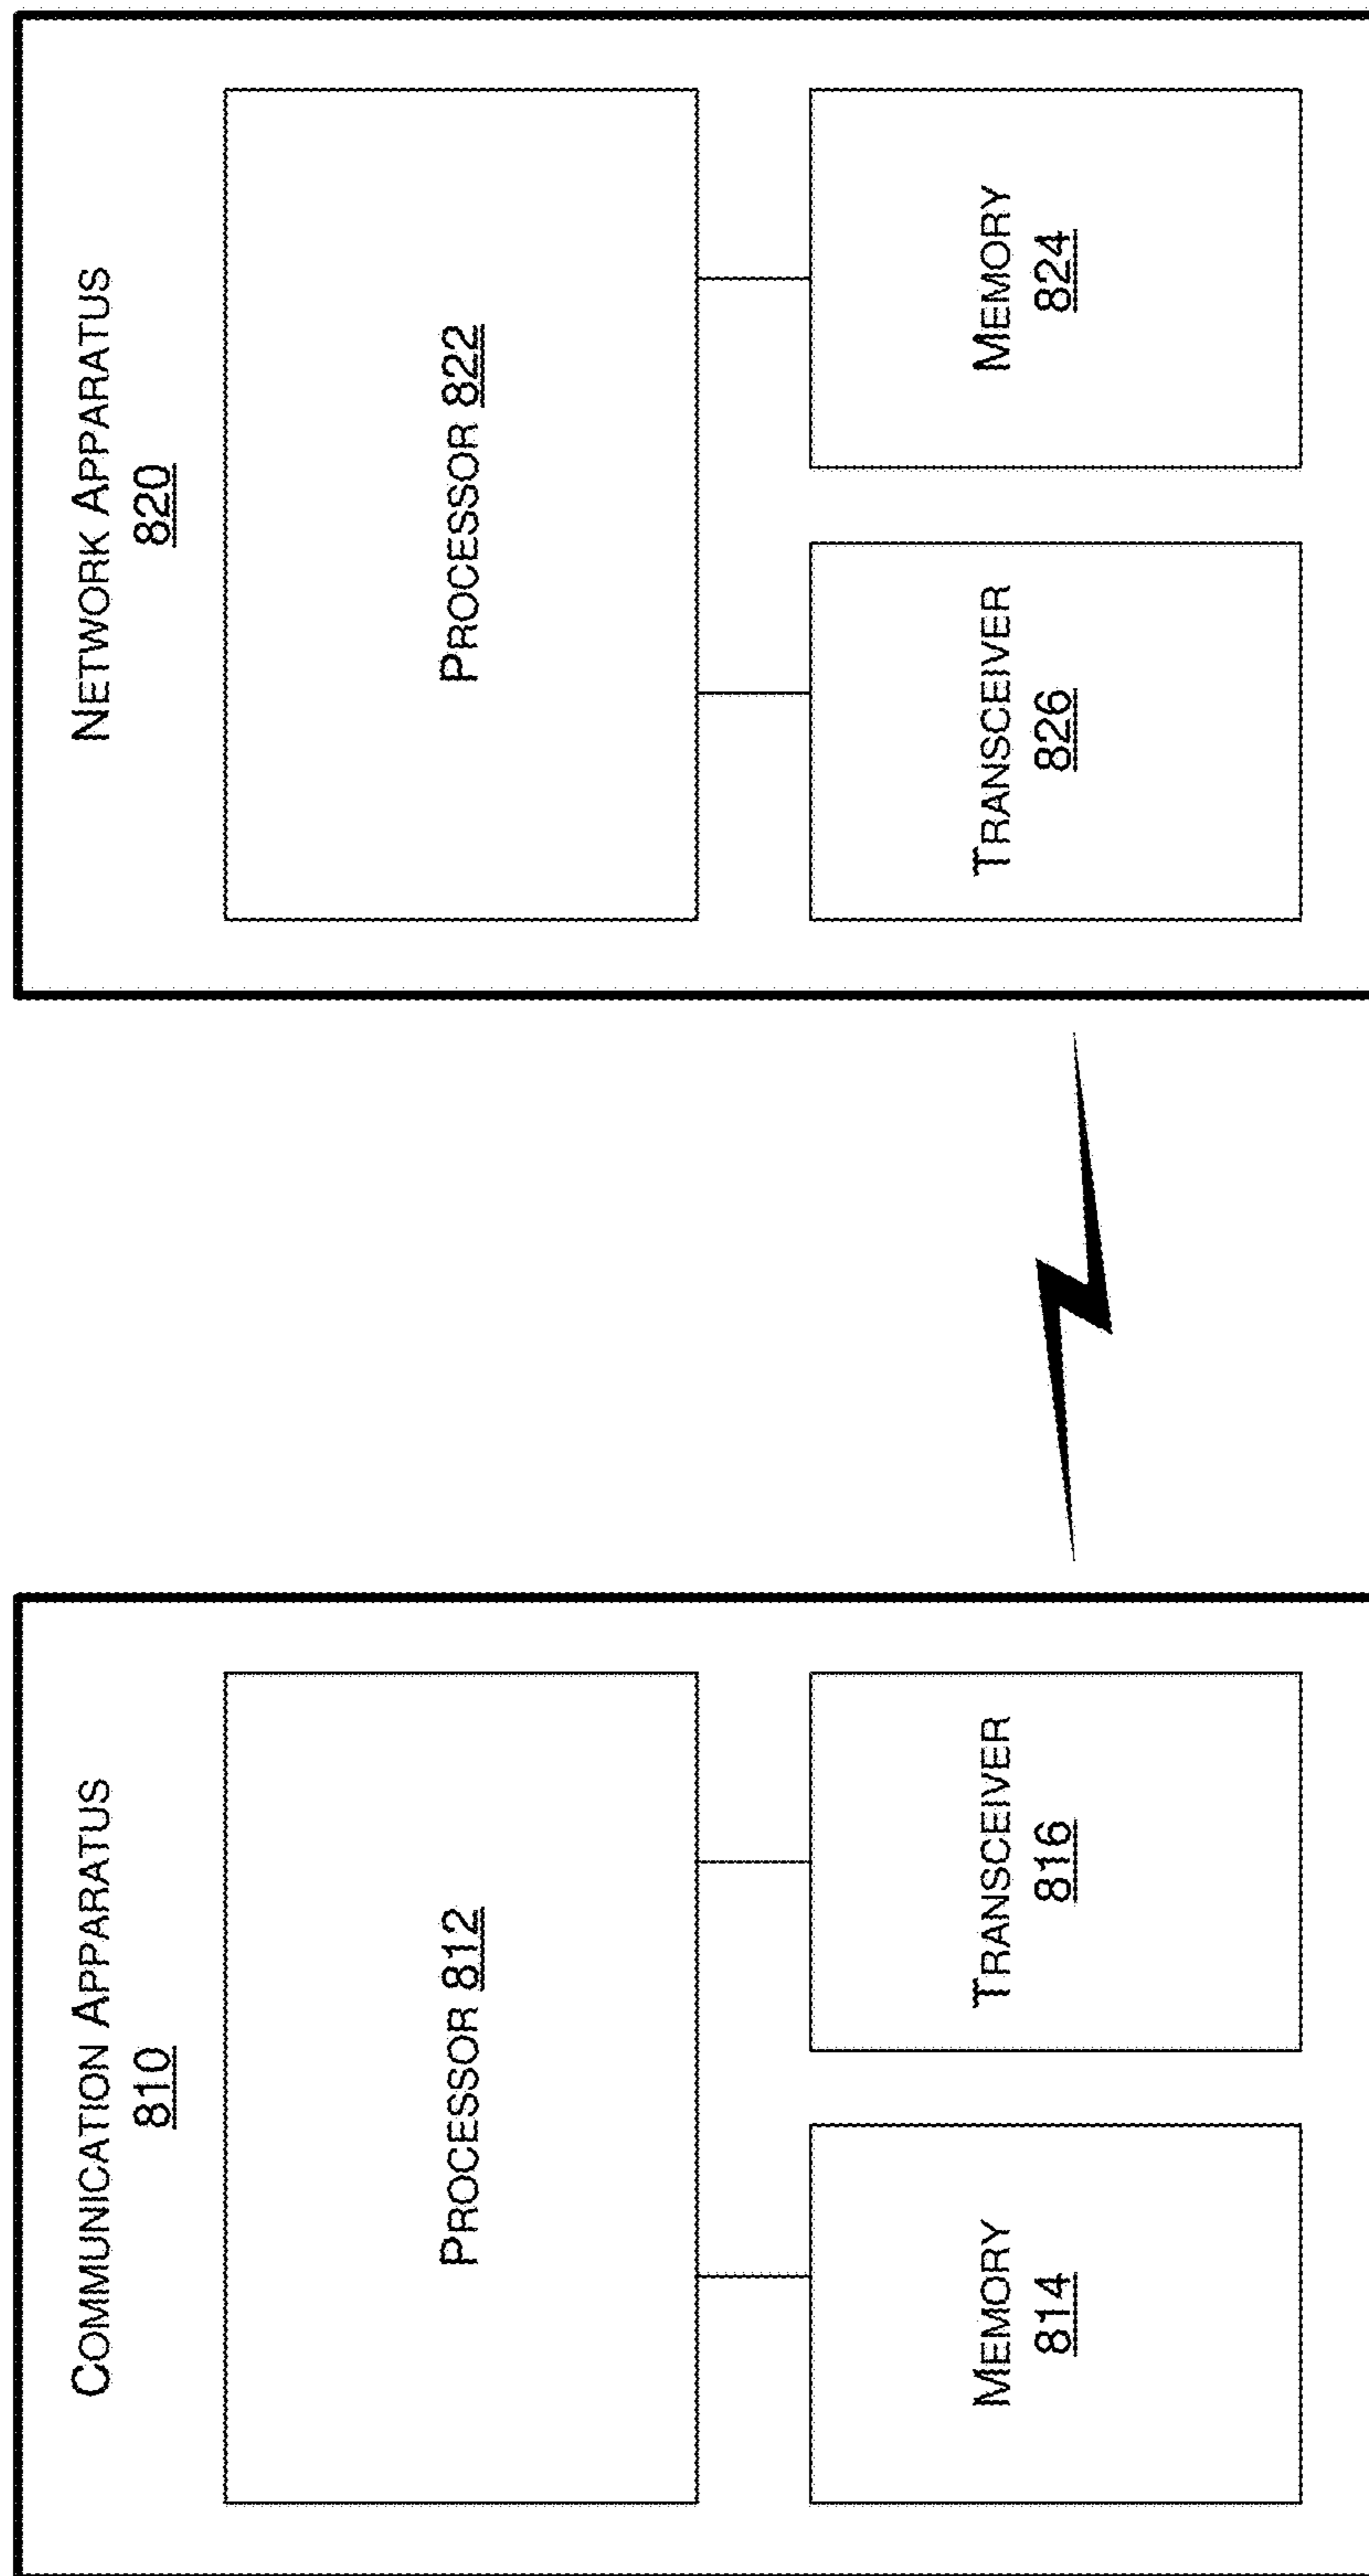 COMMUNICATION APPARATUS
810
PROCESSOR 812
MEMORY
814
TRANSCEIVER
816
NETWORK APPARATUS
820
PROCESSOR 822
TRANSCEIVER
826
MEMORY
824